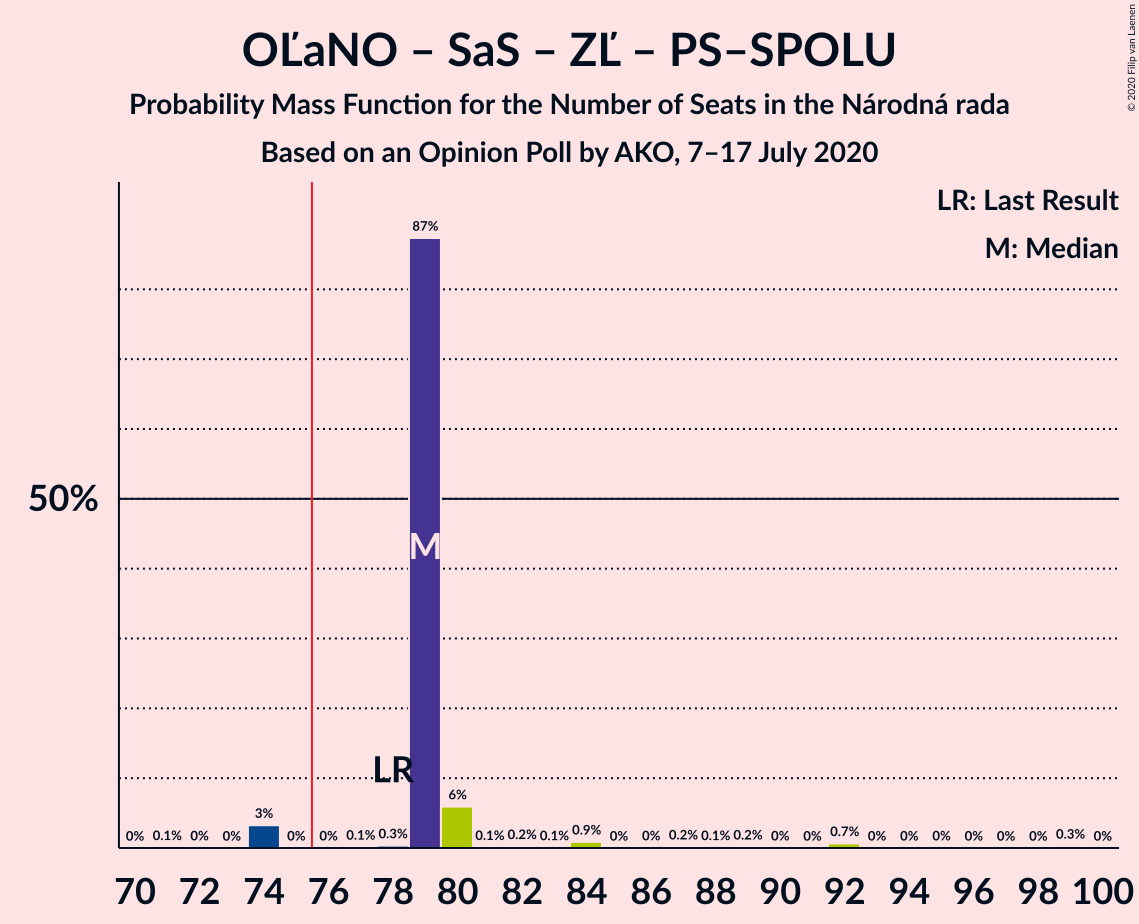 OĽaNO – SaS – ZĽ – PS–SPOLU
Probability Mass Function for the Number of Seats in the Národná rada
Based on an Opinion Poll by AKO, 7–17 July 2020
© 2020 Filip van Laenen
LR: Last Result
M: Median
50%
0% 0.1% 0% 0% 3% 0% 0% 0.1% 0.3% 87% 6% 0.1% 0.2% 0.1% 0.9% 0% 0% 0.2% 0.1% 0.2% 0% 0% 0.7% 0% 0% 0% 0% 0% 0% 0.3% 0%
LR
M
70 72 74 76 78 80 82 84 86 88 90 92 94 96 98 100